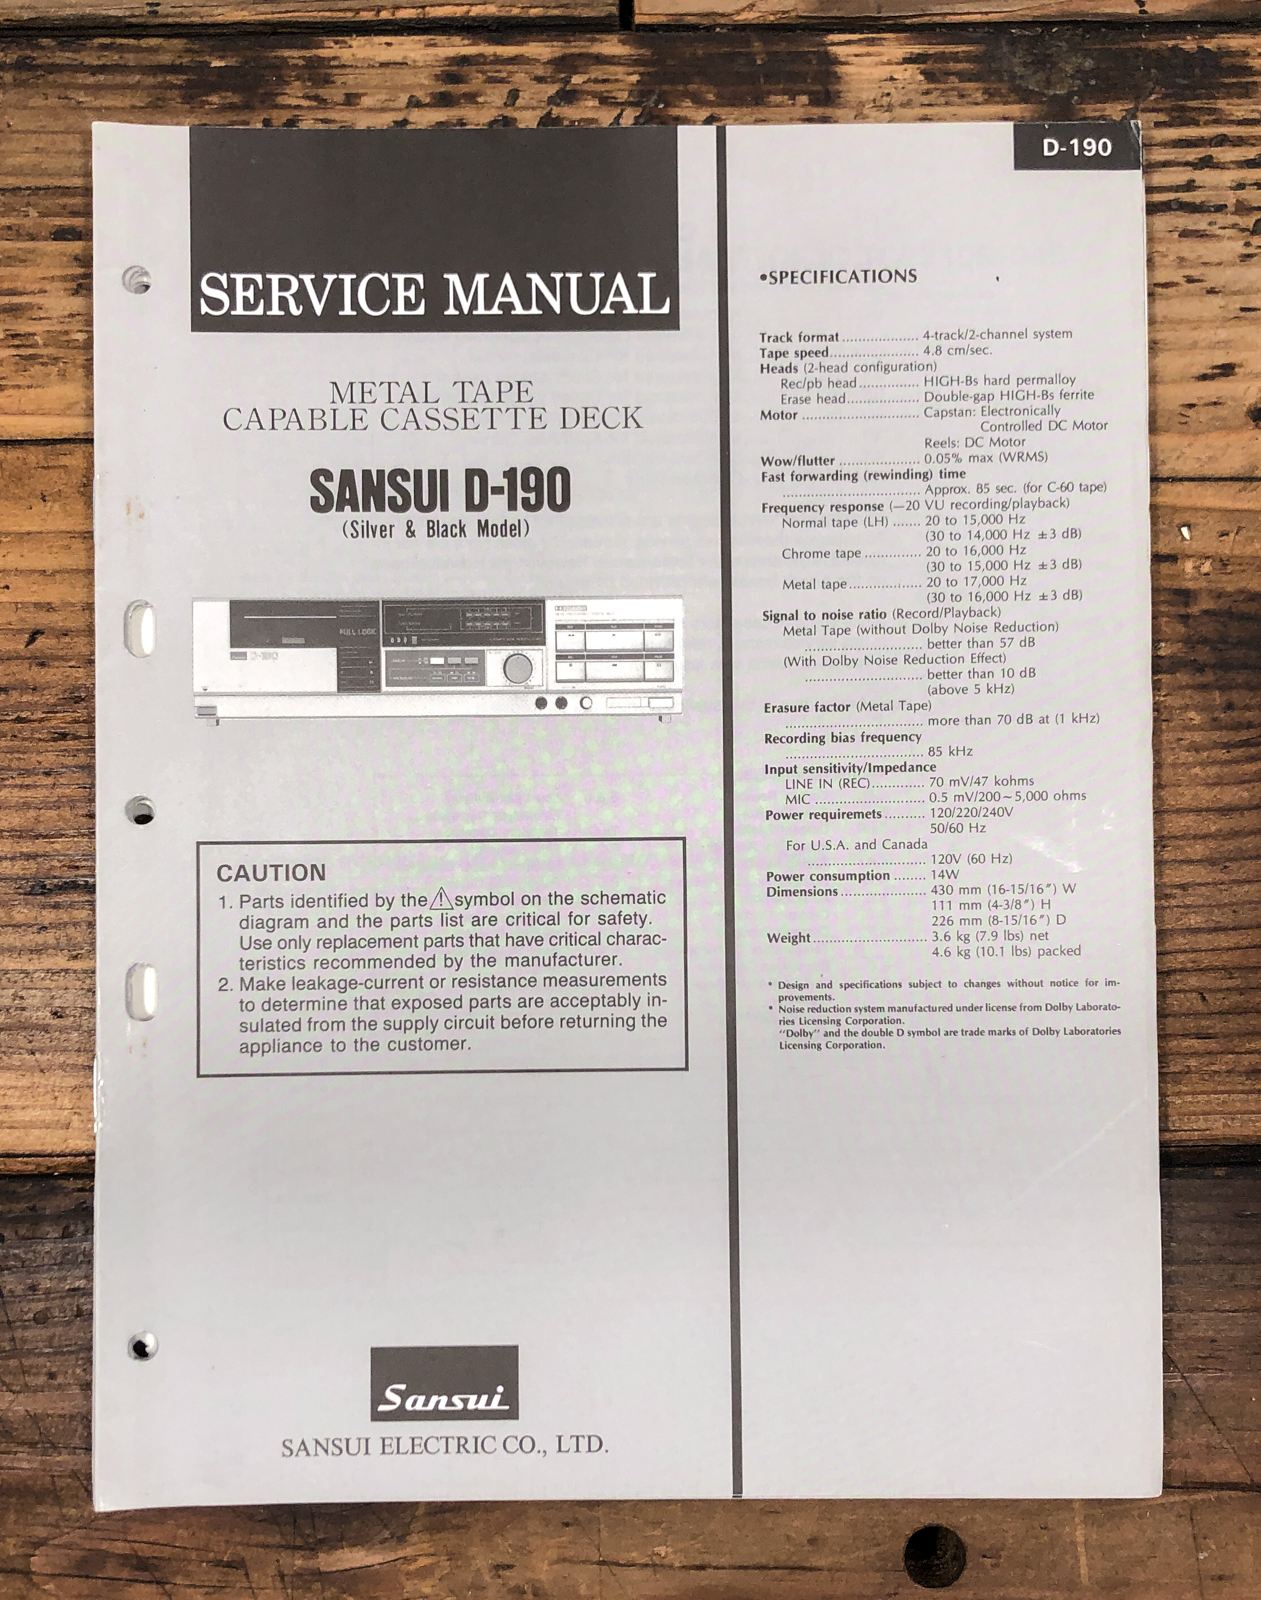 SERVICE MANUAL
METAL TAPE
CAPABLE CASSETTE DECK
SANSUI D-190
(Silver & Black Model)
FULL LOGIC
D-190
CAUTION
1. Parts identified by the ⚠ symbol on the schematic
diagram and the parts list are critical for safety.
Use only replacement parts that have critical charac-
teristics recommended by the manufacturer.
2. Make leakage-current or resistance measurements
to determine that exposed parts are acceptably in-
sulated from the supply circuit before returning the
appliance to the customer.
Sansui
SANSUI ELECTRIC CO., LTD.
D-190
•SPECIFICATIONS
Track format ................... 4-track/2-channel system
Tape speed...................... 4.8 cm/sec.
Heads (2-head configuration)
Rec/pb head............... HIGH-Bs hard permalloy
Erase head.................. Double-gap HIGH-Bs ferrite
Motor ............................. Capstan: Electronically
Controlled DC Motor
Reels: DC Motor
Wow/flutter .................... 0.05% max (WRMS)
Fast forwarding (rewinding) time
.................................. Approx. 85 sec. (for C-60 tape)
Frequency response (—20 VU recording/playback)
Normal tape (LH) ....... 20 to 15,000 Hz
(30 to 14,000 Hz ±3 dB)
Chrome tape .............. 20 to 16,000 Hz
(30 to 15,000 Hz ±3 dB)
Metal tape.................. 20 to 17,000 Hz
(30 to 16,000 Hz ±3 dB)
Signal to noise ratio (Record/Playback)
Metal Tape (without Dolby Noise Reduction)
............................. better than 57 dB
(With Dolby Noise Reduction Effect)
............................. better than 10 dB
(above 5 kHz)
Erasure factor (Metal Tape)
.................................. more than 70 dB at (1 kHz)
Recording bias frequency
.................................. 85 kHz
Input sensitivity/Impedance
LINE IN (REC)............. 70 mV/47 kohms
MIC ........................... 0.5 mV/200~5,000 ohms
Power requiremets .......... 120/220/240V
50/60 Hz
For U.S.A. and Canada
............................. 120V (60 Hz)
Power consumption ........ 14W
Dimensions ..................... 430 mm (16-15/16″) W
111 mm (4-3/8″) H
226 mm (8-15/16″) D
Weight............................ 3.6 kg (7.9 lbs) net
4.6 kg (10.1 lbs) packed
* Design and specifications subject to changes without notice for im-
provements.
* Noise reduction system manufactured under license from Dolby Laborato-
ries Licensing Corporation.
“Dolby” and the double D symbol are trade marks of Dolby Laboratories
Licensing Corporation.